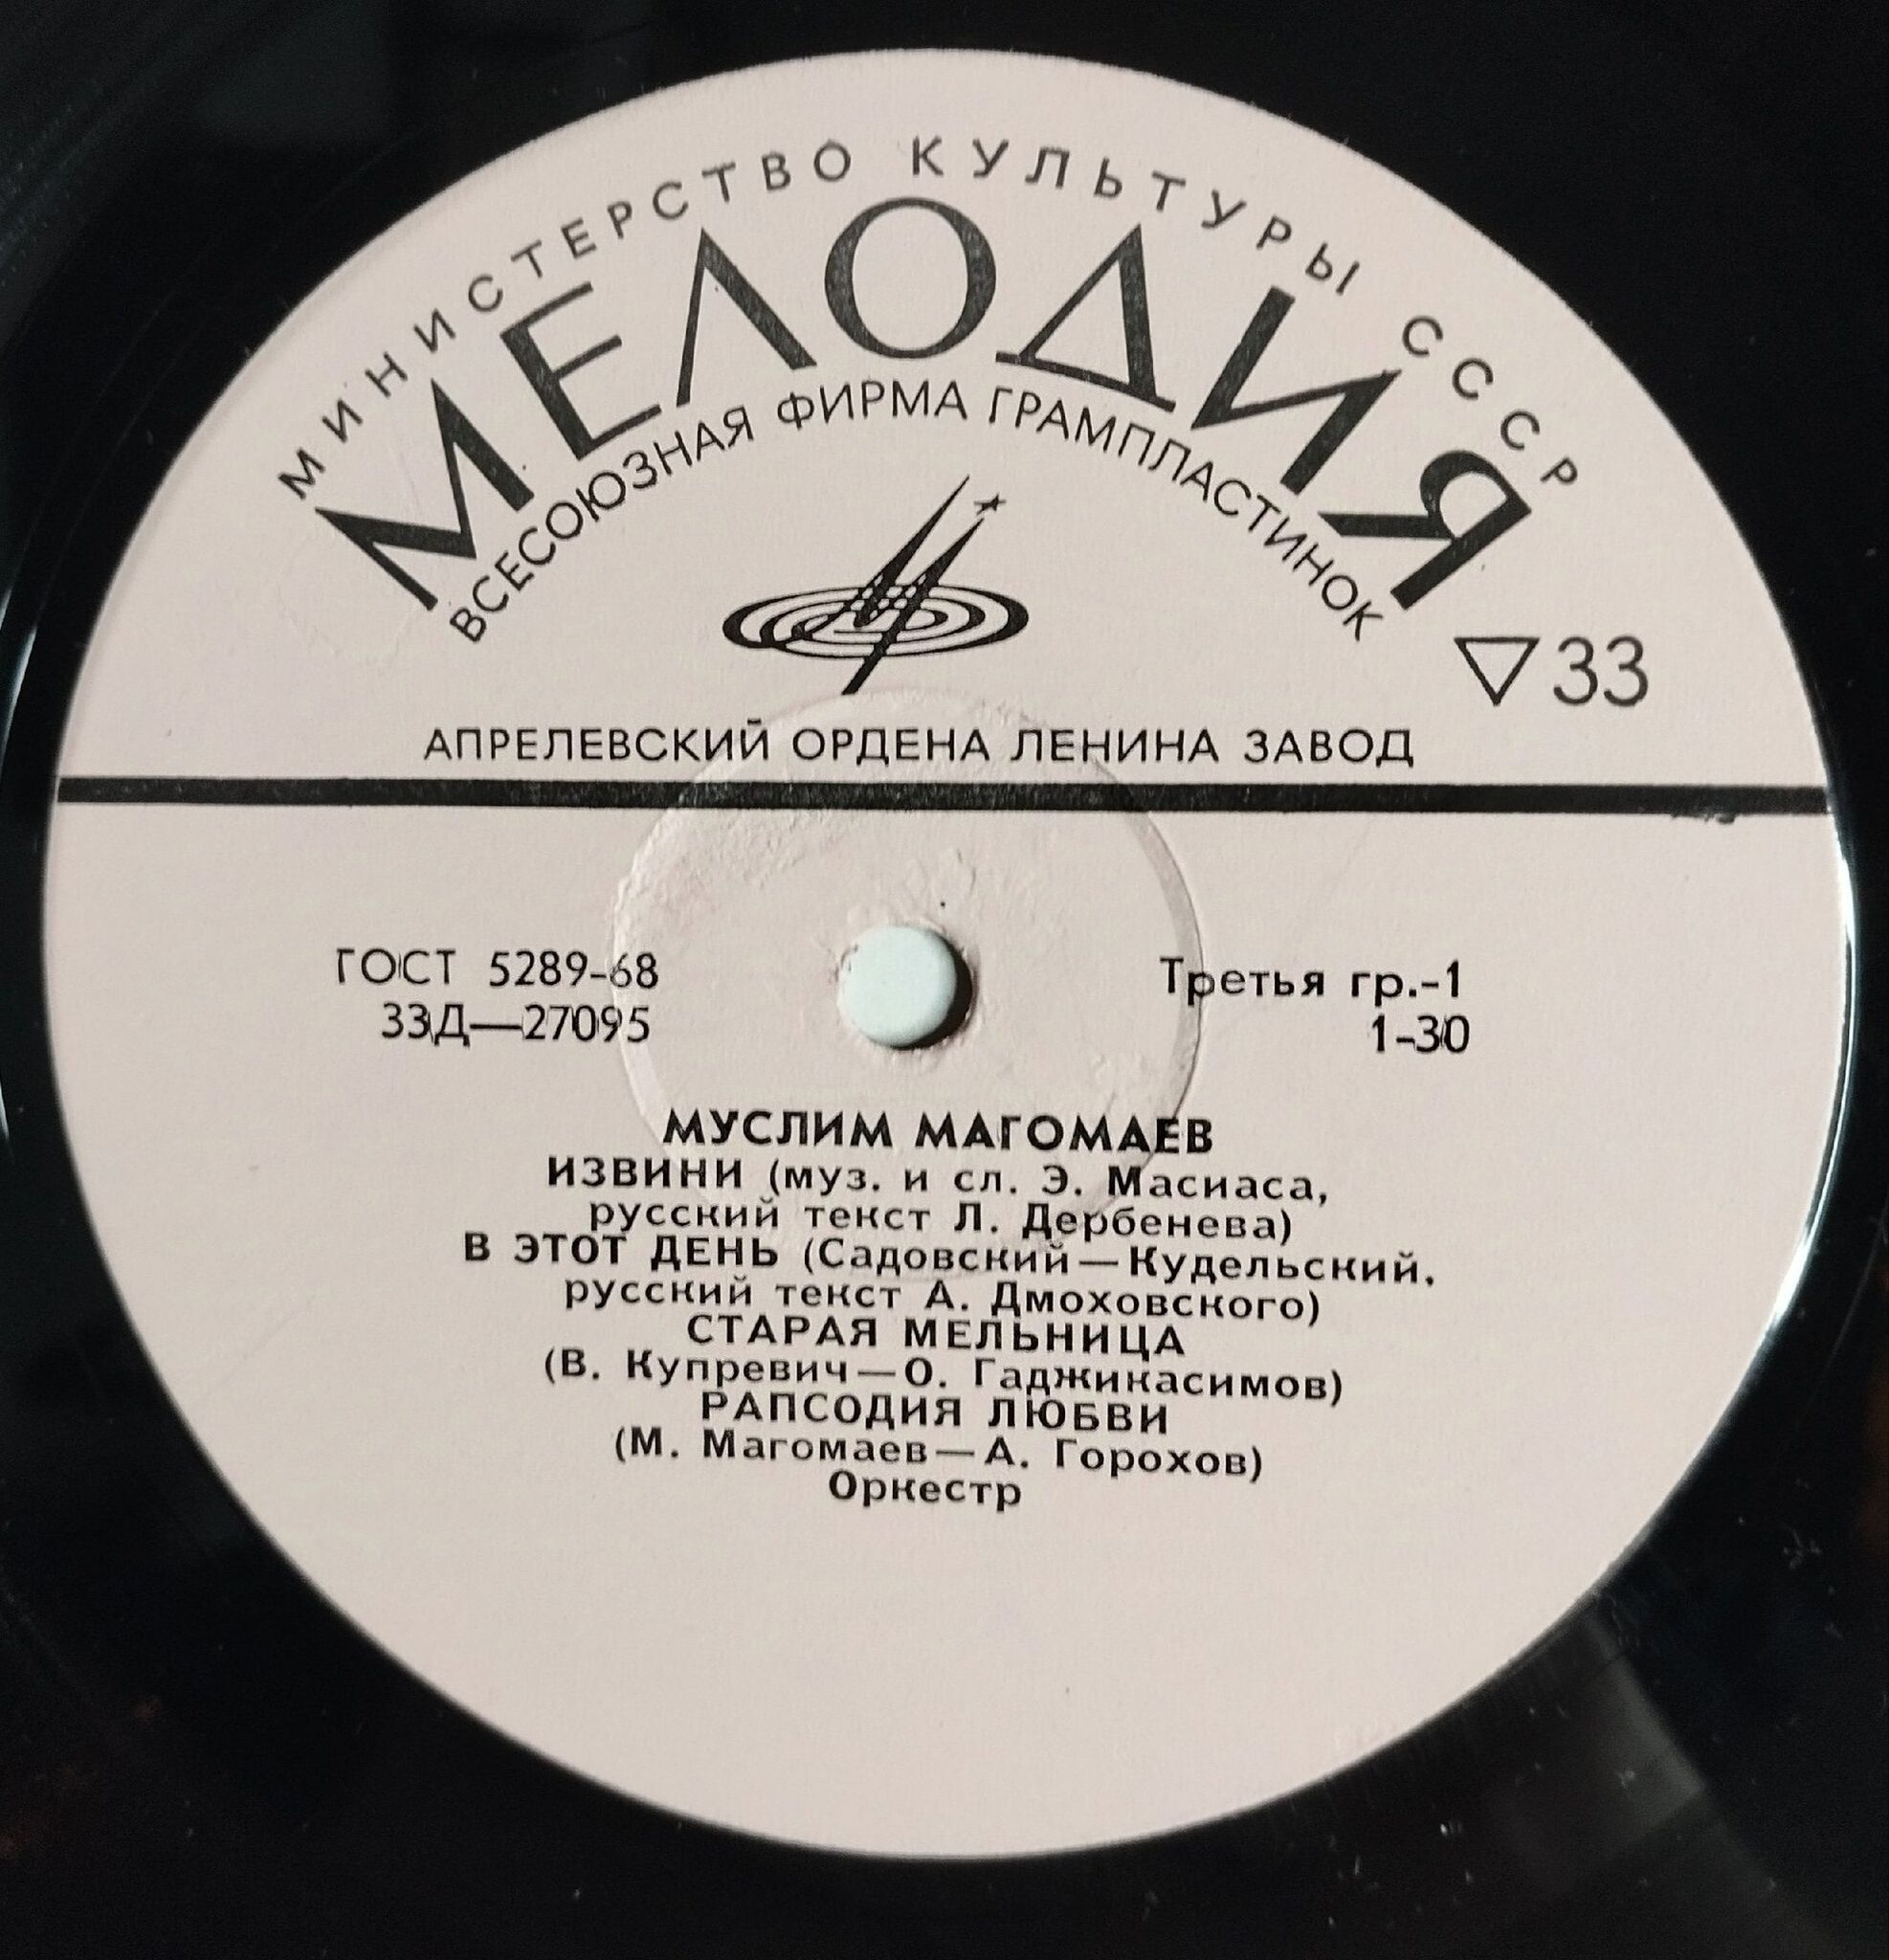 МИНИСТЕРСТВО КУЛЬТУРЫ СССР
МЕЛОДИЯ
ВСЕСОЮЗНАЯ ФИРМА ГРАМПЛАСТИНОК
▽33
АПРЕЛЕВСКИЙ ОРДЕНА ЛЕНИНА ЗАВОД
ГОСТ 5289-68
33Д—27095
Третья гр.-1
1-30
МУСЛИМ МАГОМАЕВ
ИЗВИНИ (муз. и сл. Э. Масиаса,
русский текст Л. Дербенева)
В ЭТОТ ДЕНЬ (Садовский—Кудельский.
русский текст А. Дмоховского)
СТАРАЯ МЕЛЬНИЦА
(В. Купревич—О. Гаджикасимов)
РАПСОДИЯ ЛЮБВИ
(М. Магомаев—А. Горохов)
Оркестр